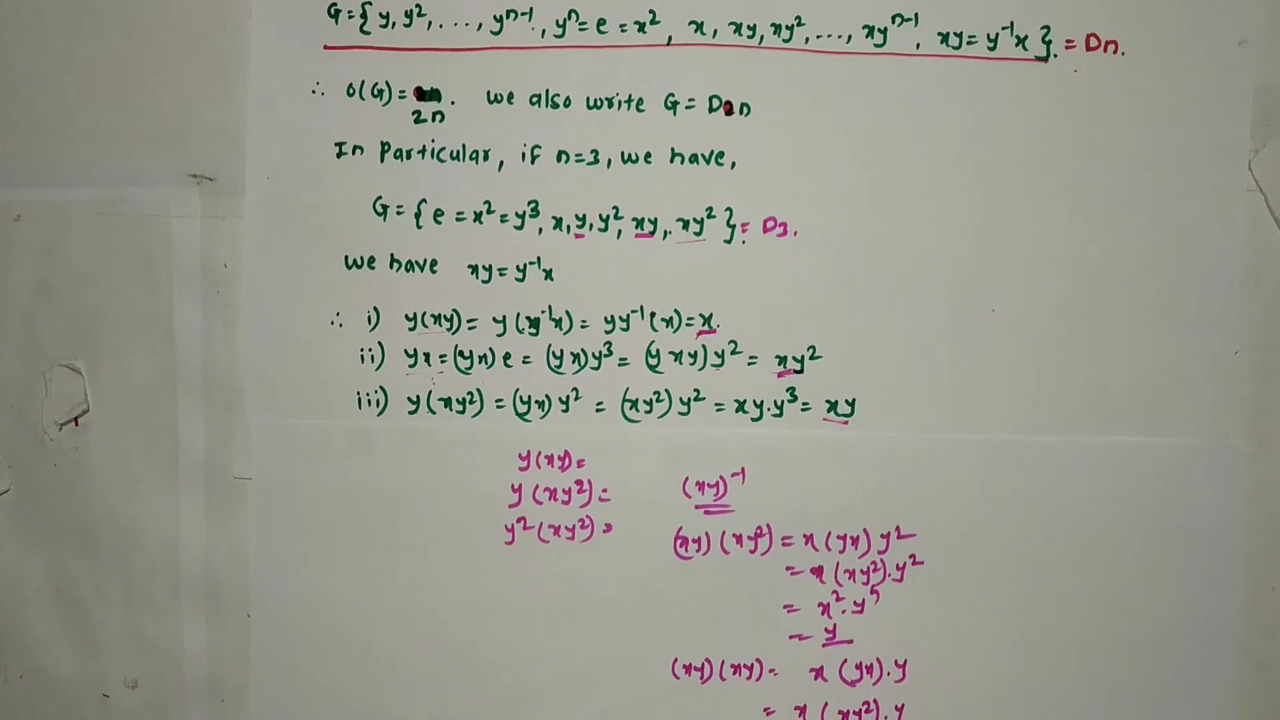 G={y, y², ..., yⁿ⁻¹, yⁿ=e=x², x, xy, xy², ..., xyⁿ⁻¹, xy=y⁻¹x}. = Dn.
∴ o(G)= 2n. we also write G= D2n
In Particular, if n=3, we have,
G={e=x²=y³, x, y, y², xy, xy²}= D3.
we have xy=y⁻¹x
∴ i) y(xy)= y(y⁻¹x)= yy⁻¹(x)=x.
ii) yx=(yx)e=(yx)y³=(yxy)y²= xy²
iii) y(xy²)=(yx)y²=(xy²)y²=xy.y³= xy
y(xy)=
y(xy²)=
y²(xy²)=
(xy)⁻¹
(xy)(xy²)= x(yx)y²
= x(xy²).y²
= x².y⁵
= y
(xy)(xy)= x(yx).y
= x(xy²).y